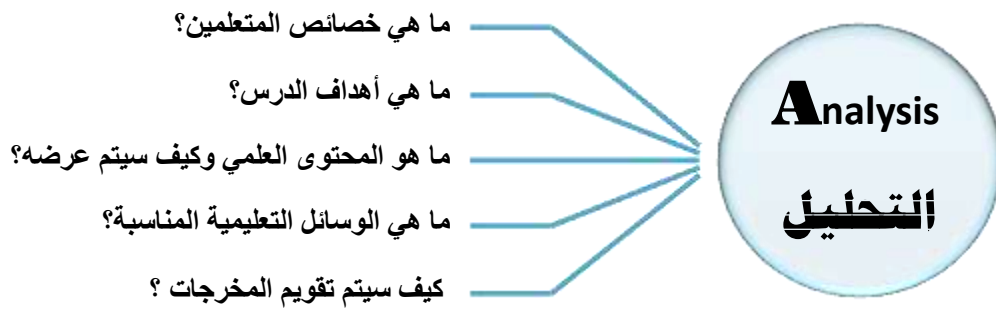 Analysis
التحليل
ما هي خصائص المتعلمين؟
ما هي أهداف الدرس؟
ما هو المحتوى العلمي وكيف سيتم عرضه؟
ما هي الوسائل التعليمية المناسبة؟
كيف سيتم تقويم المخرجات ؟